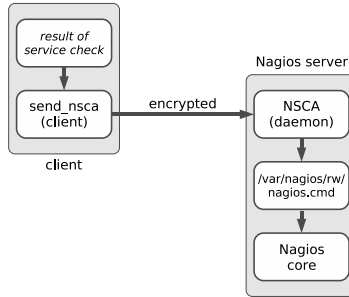 result of
service check
send_nsca
(client)
client
encrypted
Nagios server
NSCA
(daemon)
/var/nagios/rw/
nagios.cmd
Nagios
core